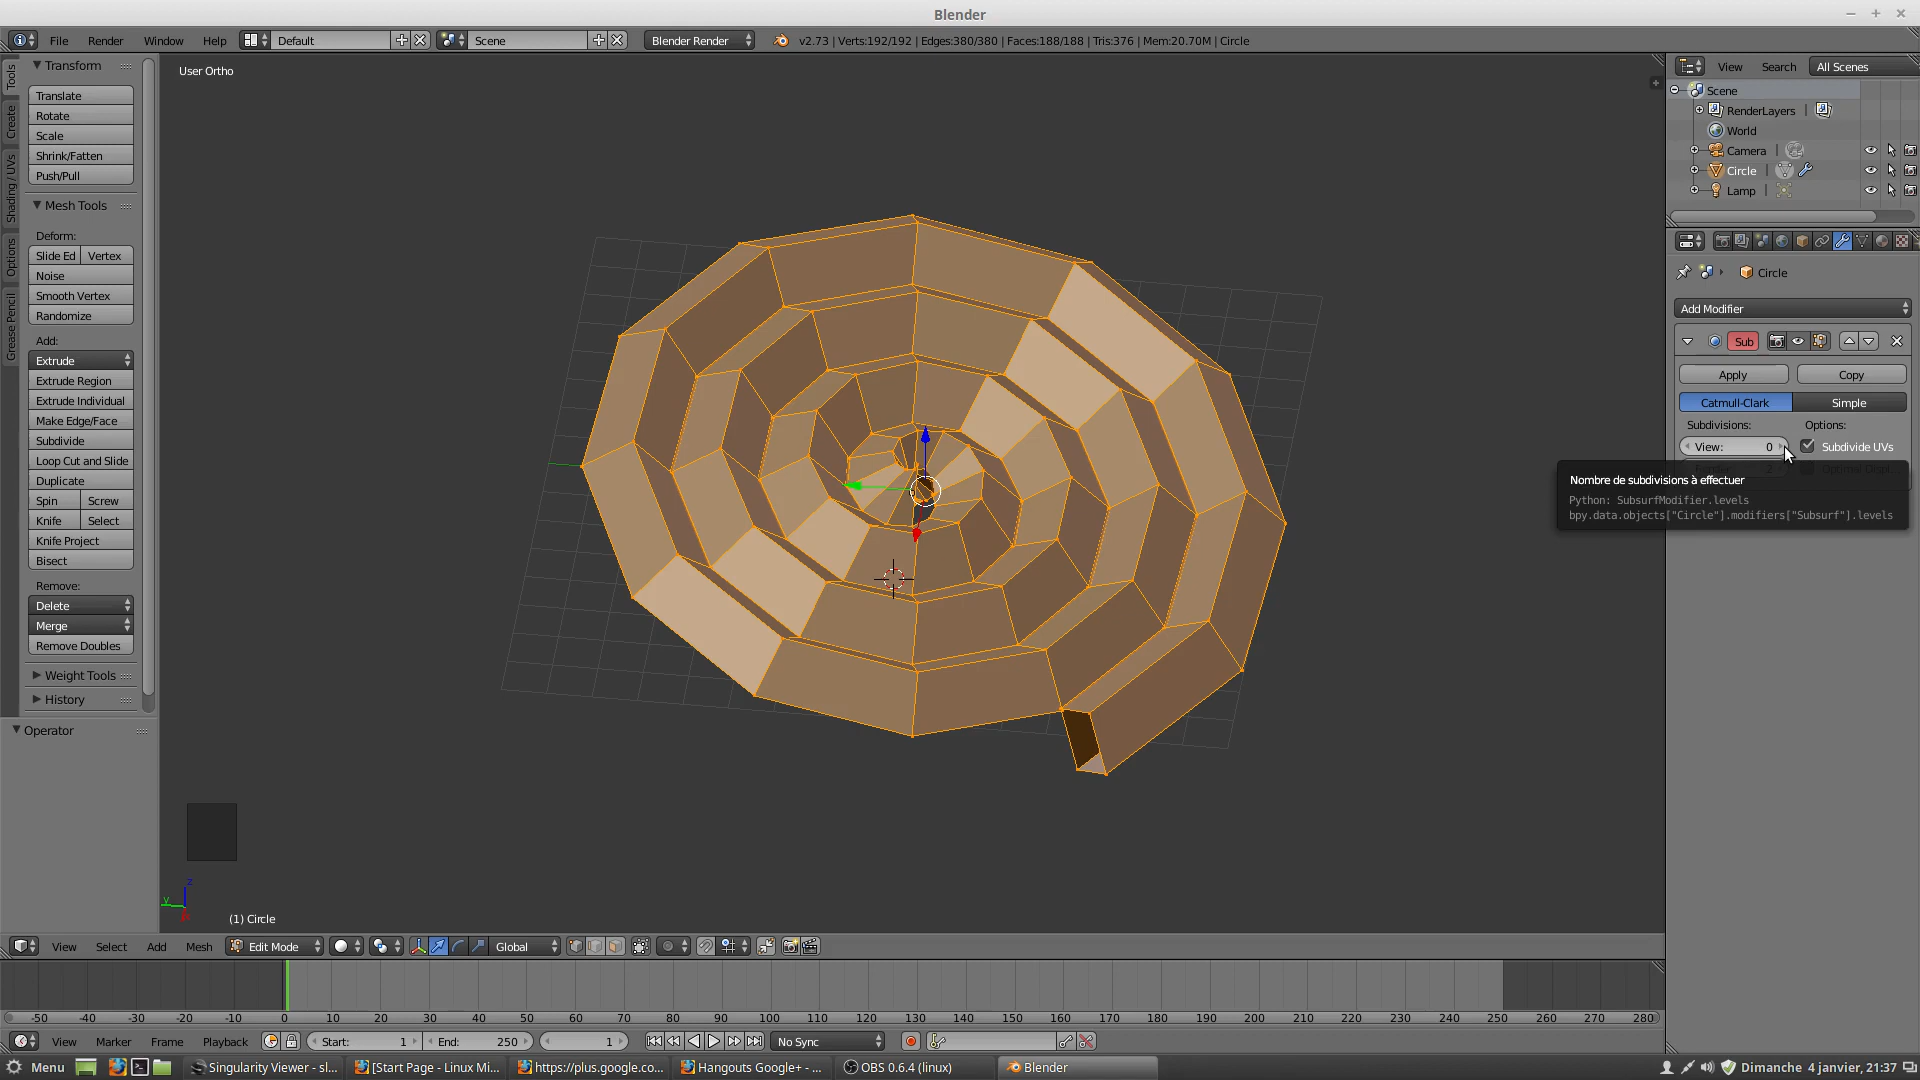 Blender
File Render Window Help Default Scene Blender Render v2.73 | Verts:192/192 | Edges:380/380 | Faces:188/188 | Tris:376 | Mem:20.70M | Circle
Tools
Create
Shading / UVs
Options
Grease Pencil
Transform
Translate
Rotate
Scale
Shrink/Fatten
Push/Pull
Mesh Tools
Deform:
Slide Ed Vertex
Noise
Smooth Vertex
Randomize
Add:
Extrude
Extrude Region
Extrude Individual
Make Edge/Face
Subdivide
Loop Cut and Slide
Duplicate
Spin Screw
Knife Select
Knife Project
Bisect
Remove:
Delete
Merge
Remove Doubles
Weight Tools
History
Operator
User Ortho
z
y
(1) Circle
View Search All Scenes
Scene
RenderLayers
World
Camera
Circle
Lamp
Circle
Add Modifier
Sub
Apply Copy
Catmull-Clark Simple
Subdivisions: Options:
View: 0 Subdivide UVs
Nombre de subdivisions à effectuer
Python: SubsurfModifier.levels
bpy.data.objects["Circle"].modifiers["Subsurf"].levels
View Select Add Mesh Edit Mode Global
-50 -40 -30 -20 -10 0 10 20 30 40 50 60 70 80 90 100 110 120 130 140 150 160 170 180 190 200 210 220 230 240 250 260 270 280
View Marker Frame Playback Start: 1 End: 250 1 No Sync
Menu Singularity Viewer - sl... [Start Page - Linux Mi... https://plus.google.co... Hangouts Google+ - ... OBS 0.6.4 (linux) Blender Dimanche 4 janvier, 21:37